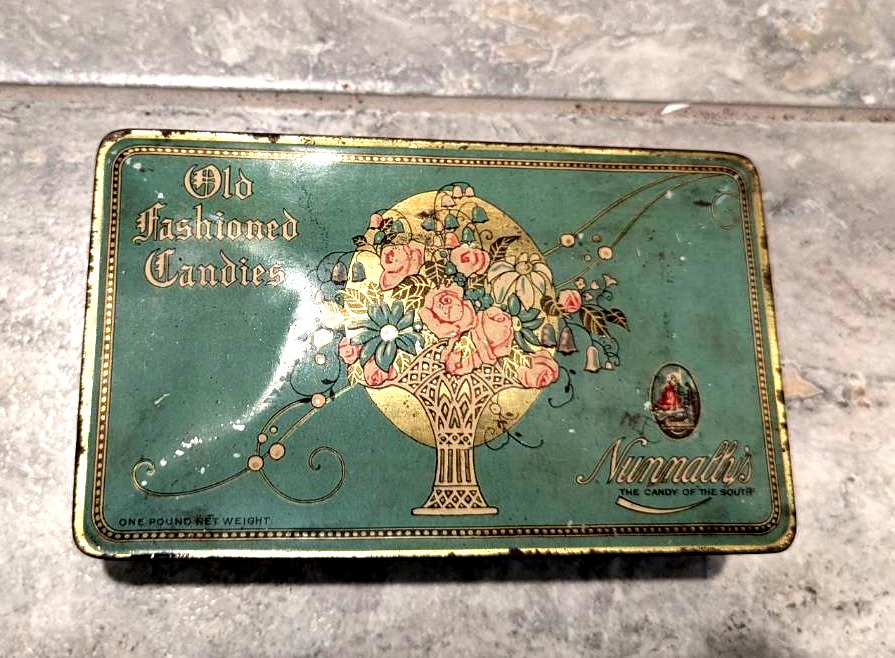 Old
Fashioned
Candies
Nunnally's
THE CANDY OF THE SOUTH
ONE POUND NET WEIGHT